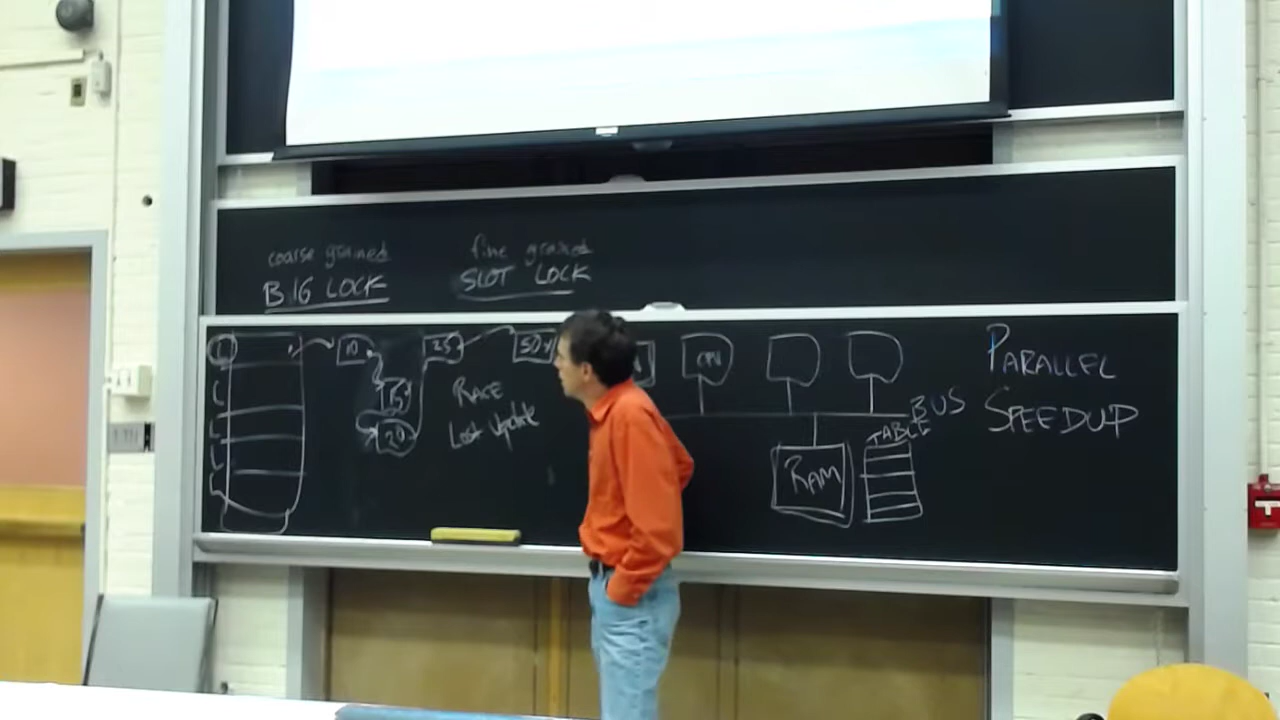 coarse grained
BIG LOCK
fine grained
SLOT LOCK
10
15
20
25
50
RACE
Lost Update
CPU
BUS
TABLE
RAM
PARALLEL
SPEEDUP